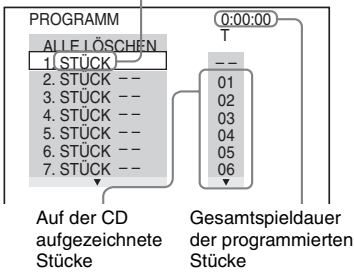 PROGRAMM 0:00:00
T
ALLE LÖSCHEN
1. STÜCK – –
2. STÜCK – – 01
3. STÜCK – – 02
4. STÜCK – – 03
5. STÜCK – – 04
6. STÜCK – – 05
7. STÜCK – – 06
Auf der CD
aufgezeichnete
Stücke
Gesamtspieldauer
der programmierten
Stücke